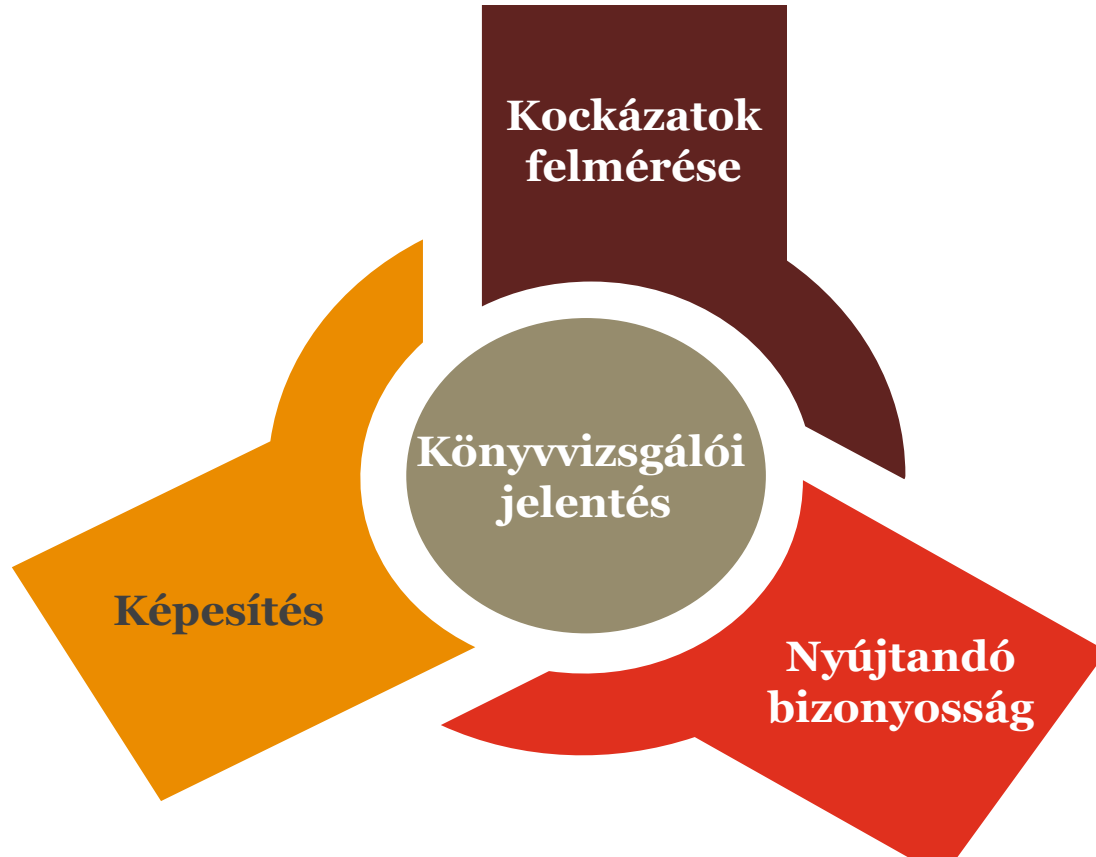 Kockázatok
felmérése
Könyvvizsgálói
jelentés
Képesítés
Nyújtandó
bizonyosság